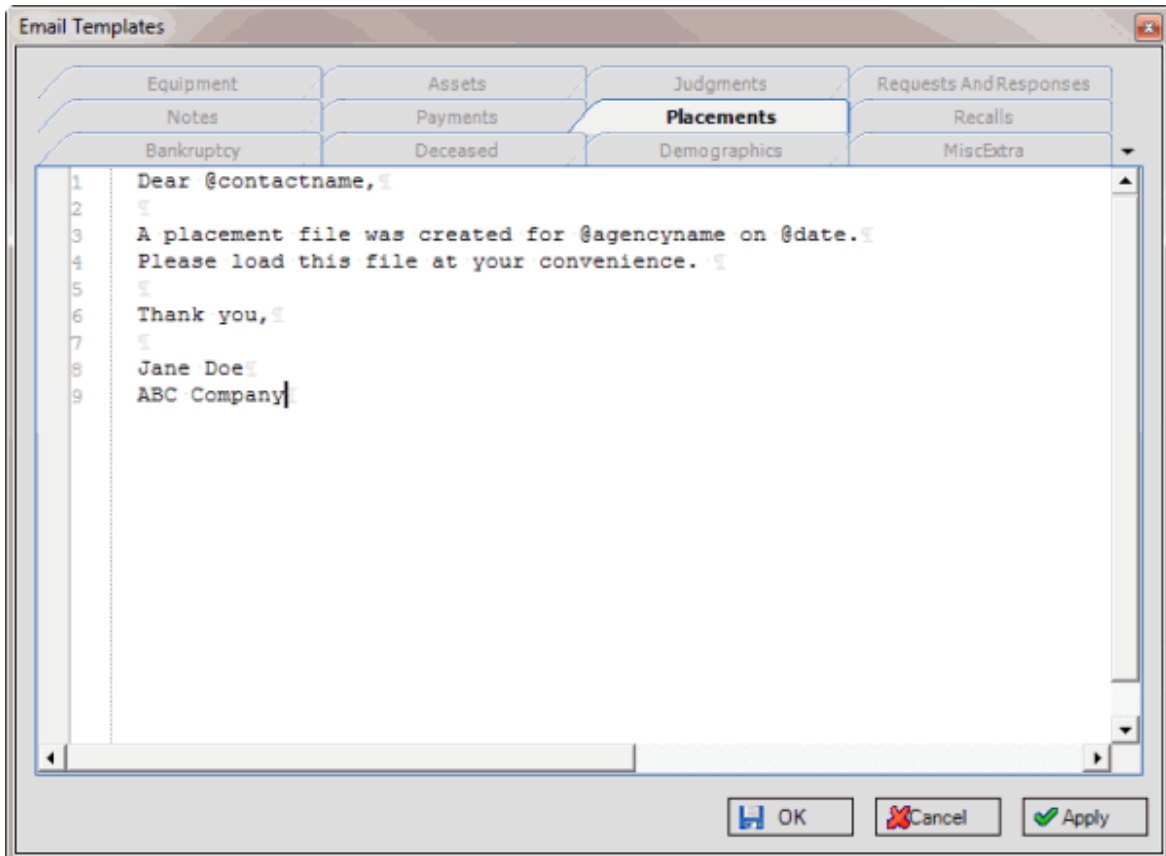 Email Templates
Equipment Assets Judgments Requests And Responses
Notes Payments Placements Recalls
Bankruptcy Deceased Demographics MiscExtra
1 Dear @contactname,¶
2 ¶
3 A placement file was created for @agencyname on @date.¶
4 Please load this file at your convenience. ¶
5 ¶
6 Thank you,¶
7 ¶
8 Jane Doe¶
9 ABC Company¶
OK Cancel Apply